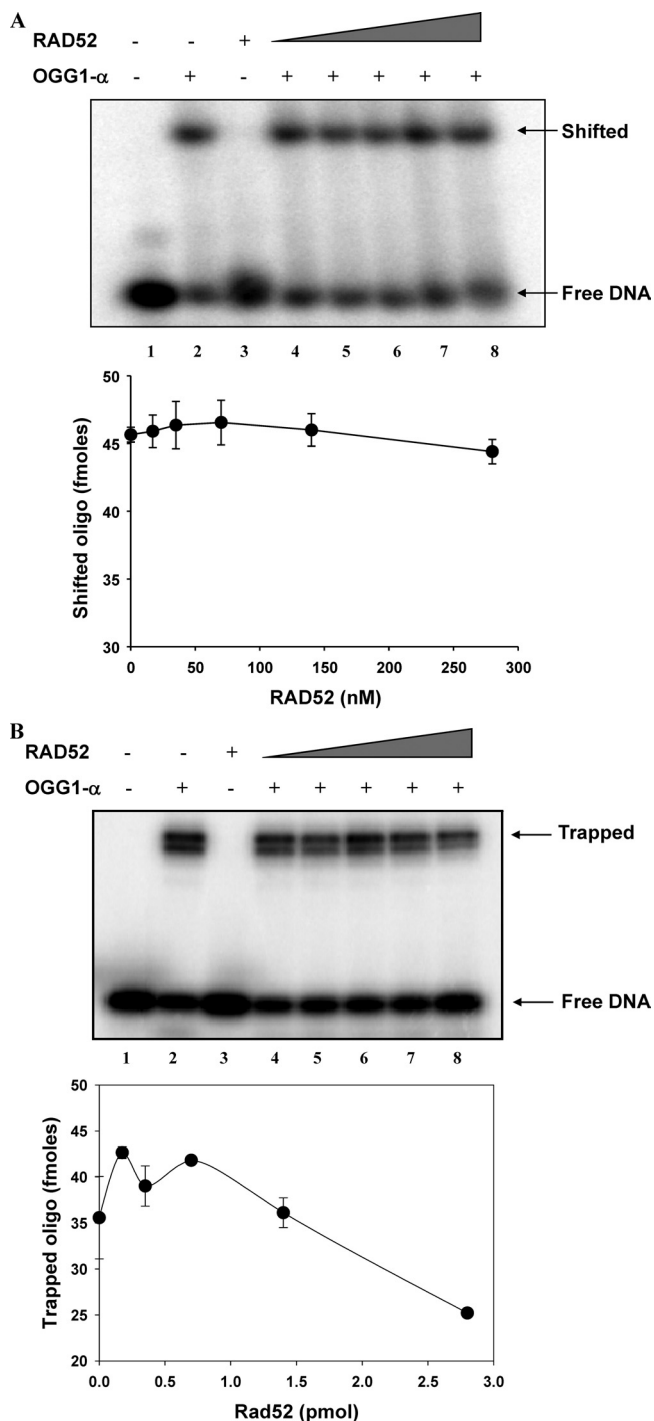 A
RAD52 - - +
OGG1-α - + - + + + + +
Shifted
Free DNA
1 2 3 4 5 6 7 8
50
45
40
35
30
Shifted oligo (fmoles)
0 50 100 150 200 250 300
RAD52 (nM)
B
RAD52 - - +
OGG1-α - + - + + + + +
Trapped
Free DNA
1 2 3 4 5 6 7 8
50
45
40
35
30
25
20
Trapped oligo (fmoles)
0.0 0.5 1.0 1.5 2.0 2.5 3.0
Rad52 (pmol)